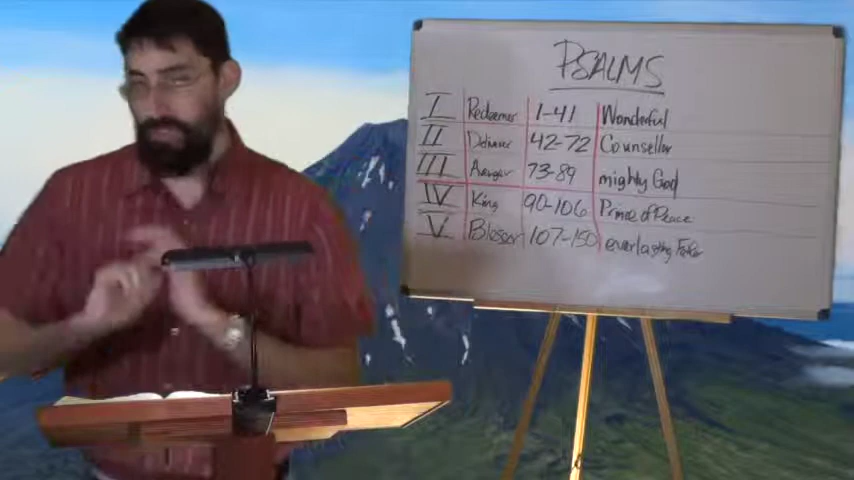 PSALMS
I Redeemer 1-41 Wonderful
II Deliverer 42-72 Counsellor
III Avenger 73-89 mighty God
IV King 90-106 Prince of Peace
V Blesser 107-150 everlasting Father